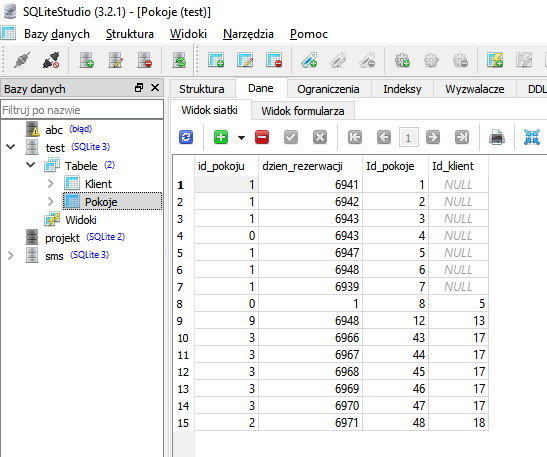 SQLiteStudio (3.2.1) - [Pokoje (test)]
Bazy danych Struktura Widoki Narzędzia Pomoc
Bazy danych
Struktura Dane Ograniczenia Indeksy Wyzwalacze DDL
Filtruj po nazwie
Widok siatki Widok formularza
abc (błąd)
test (SQLite 3)
Tabele (2)
Klient
Pokoje
Widoki
projekt (SQLite 2)
sms (SQLite 3)
1
id_pokoju dzien_rezerwacji Id_pokoje Id_klient
1 1 6941 1 NULL
2 1 6942 2 NULL
3 1 6943 3 NULL
4 0 6943 4 NULL
5 1 6947 5 NULL
6 1 6948 6 NULL
7 1 6939 7 NULL
8 0 1 8 5
9 9 6948 12 13
10 3 6966 43 17
11 3 6967 44 17
12 3 6968 45 17
13 3 6969 46 17
14 3 6970 47 17
15 2 6971 48 18